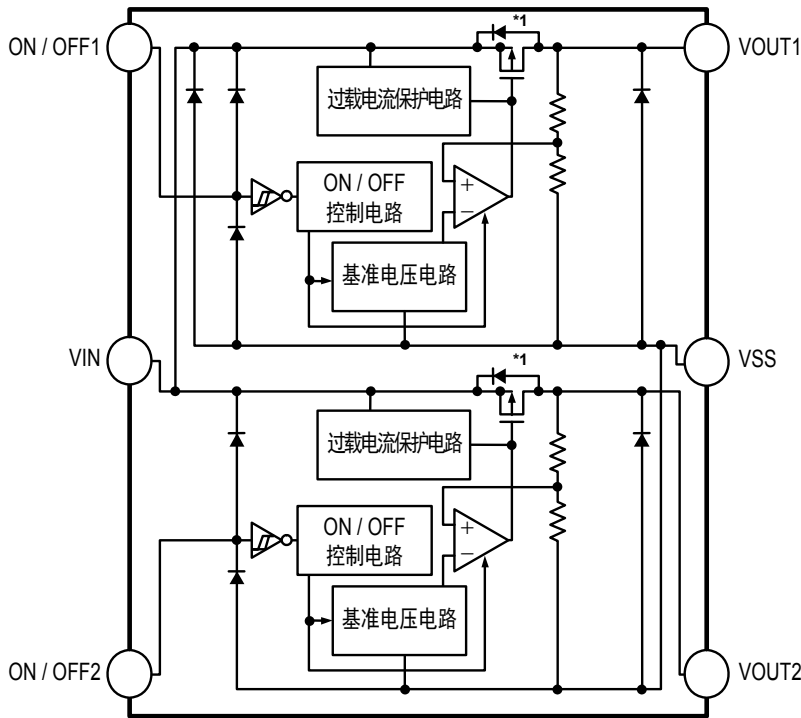 ON / OFF1
*1
VOUT1
过载电流保护电路
ON / OFF
控制电路
+
−
基准电压电路
VIN
VSS
*1
过载电流保护电路
ON / OFF
控制电路
+
−
基准电压电路
ON / OFF2
VOUT2